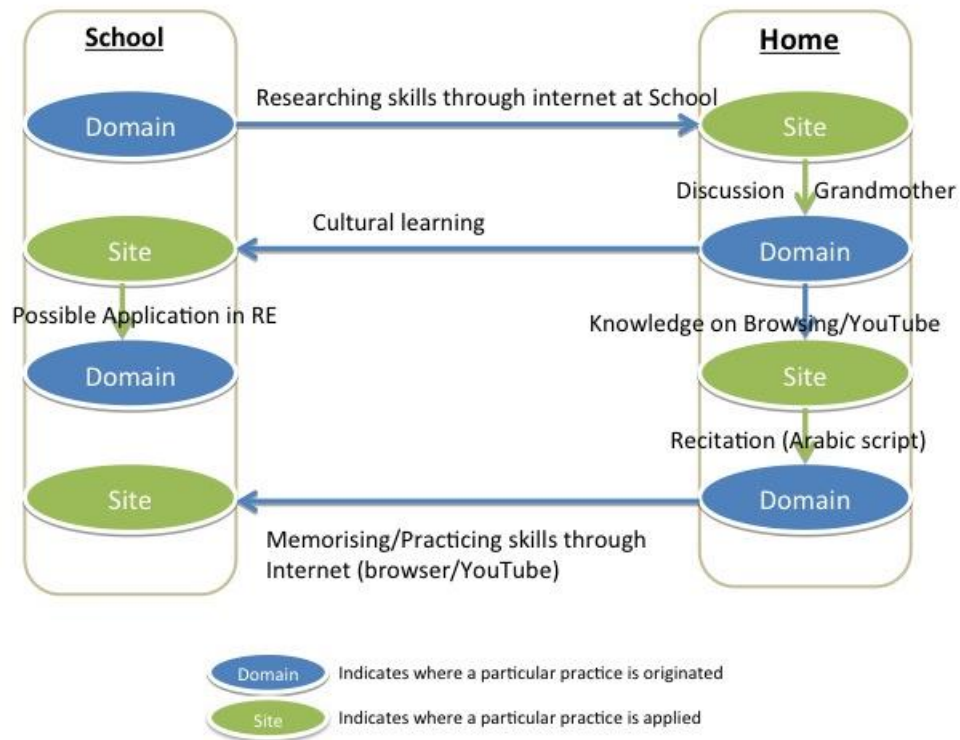 School
Home
Domain
Researching skills through internet at School
Site
Discussion
Grandmother
Site
Cultural learning
Domain
Possible Application in RE
Knowledge on Browsing/YouTube
Domain
Site
Recitation (Arabic script)
Site
Domain
Memorising/Practicing skills through
Internet (browser/YouTube)
Domain
Indicates where a particular practice is originated
Site
Indicates where a particular practice is applied